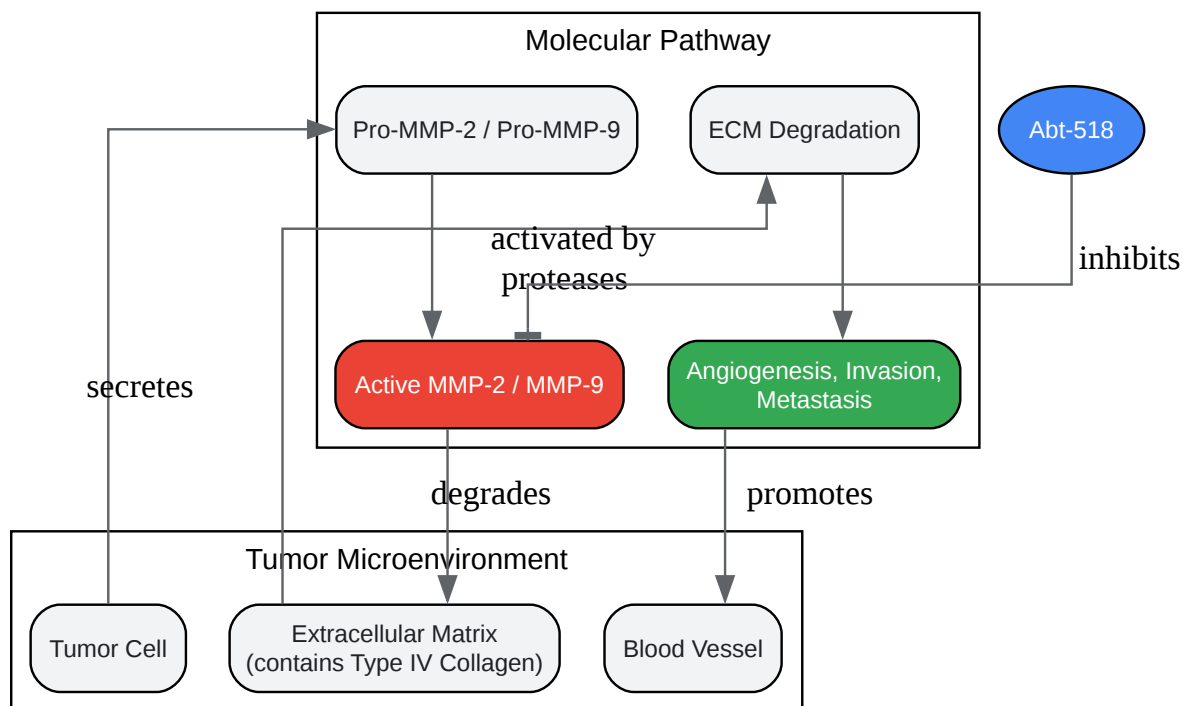 Molecular Pathway
Pro-MMP-2 / Pro-MMP-9
ECM Degradation
Abt-518
activated by
proteases
inhibits
secretes
Active MMP-2 / MMP-9
Angiogenesis, Invasion,
Metastasis
degrades
promotes
Tumor Microenvironment
Tumor Cell
Extracellular Matrix
(contains Type IV Collagen)
Blood Vessel